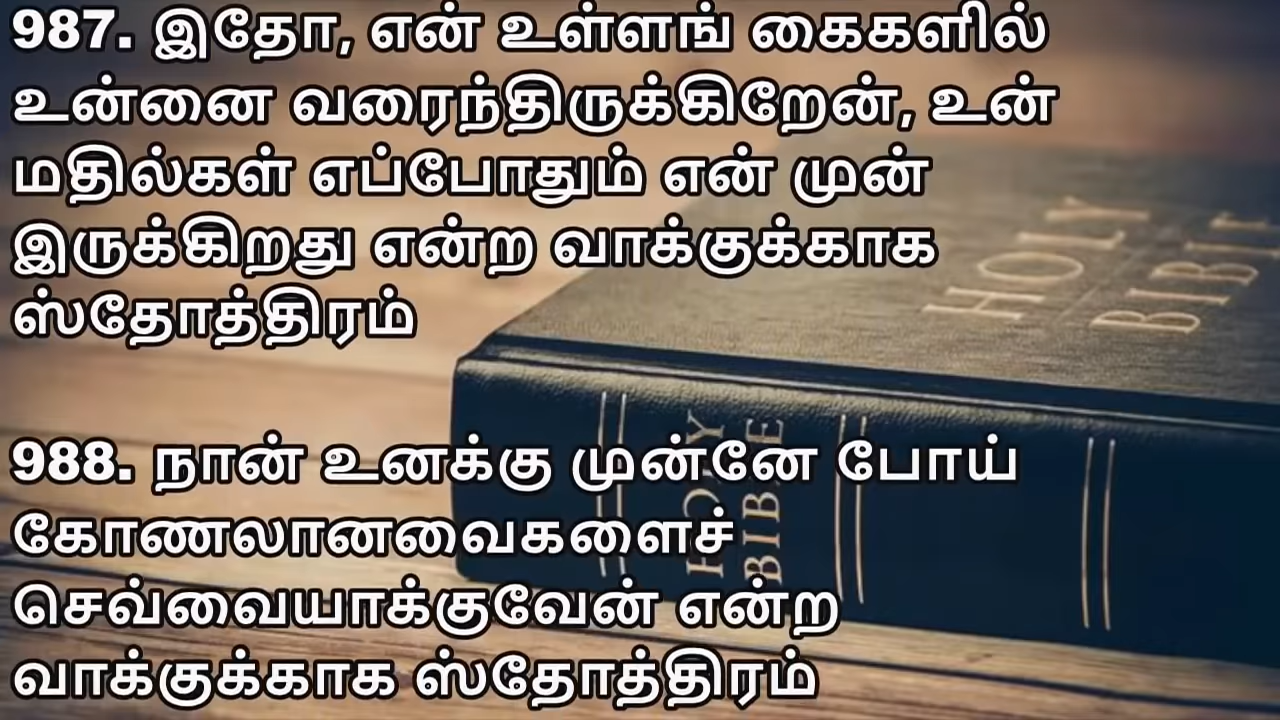 987. இதோ, என் உள்ளங் கைகளில்
உன்னை வரைந்திருக்கிறேன், உன்
மதில்கள் எப்போதும் என் முன்
இருக்கிறது என்ற வாக்குக்காக
ஸ்தோத்திரம்
988. நான் உனக்கு முன்னே போய்
கோணலானவைகளைச்
செவ்வையாக்குவேன் என்ற
வாக்குக்காக ஸ்தோத்திரம்
HOLY
BIBLE
HOLY
BIBLE